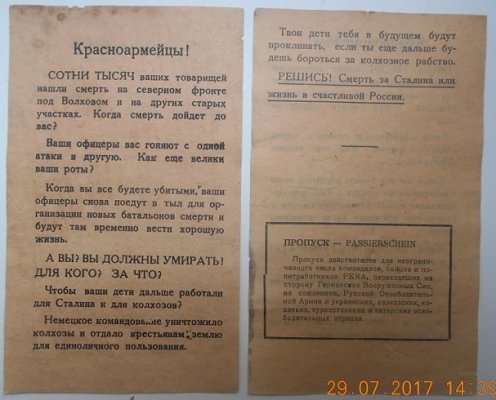 Красноармейцы!
СОТНИ ТЫСЯЧ ваших товарищей
нашли смерть на северном фронте
под Волховом и на других старых
участках. Когда смерть дойдет до
вас?
Ваши офицеры вас гоняют с одной
атаки в другую. Как еще велики
ваши роты?
Когда вы все будете убитыми, ваши
офицеры снова поедут в тыл для ор-
ганизации новых батальонов смерти и
будут там временно вести хорошую
жизнь.
А ВЫ? ВЫ ДОЛЖНЫ УМИРАТЬ!
ДЛЯ КОГО? ЗА ЧТО?
Чтобы ваши дети дальше работали
для Сталина и для колхозов?
Немецкое командование уничтожило
колхозы и отдало крестьянам землю
для единоличного пользования.
Твои дети тебя в будущем будут
проклинать, если ты еще дальше бу-
дешь бороться за колхозное рабство.
РЕШИСЬ! Смерть за Сталина или
жизнь в счастливой России.
ПРОПУСК — PASSIERSCHEIN
Пропуск действителен для неограни-
ченного числа командиров, бойцов и
политработников РККА, переходящих на
сторону Германских Вооруженных Сил,
их союзников, Русской Освободитель-
ной Армии и украинских, кавказских, ка-
зачьих, туркестанских и татарских осво-
бодительных отрядов.
29.07.2017 14:39